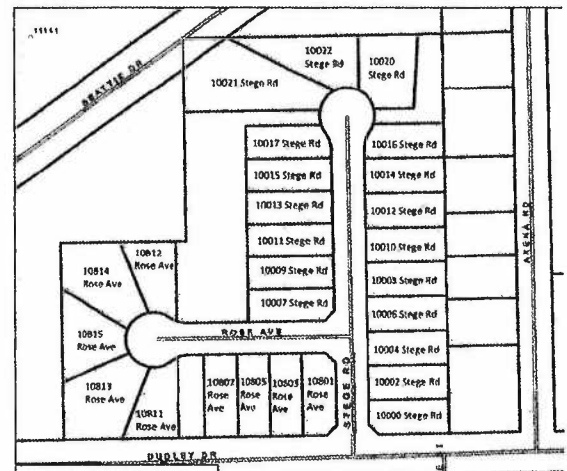 11141
BEATTIE DR
10022
Stege Rd
10020
Stege Rd
10021 Stege Rd
10017 Stege Rd
10016 Stege Rd
10015 Stege Rd
10014 Stege Rd
10013 Stege Rd
10012 Stege Rd
10011 Stege Rd
10010 Stege Rd
10009 Stege Rd
10007 Stege Rd
10006 Stege Rd
10004 Stege Rd
10002 Stege Rd
10000 Stege Rd
ARENA RD
STEGE RD
10812
Rose Ave
10814
Rose Ave
10815
Rose Ave
10813
Rose Ave
10811
Rose Ave
ROSE AVE
10807
Rose
Ave
10805
Rose
Ave
10803
Rose
Ave
10801
Rose
Ave
DUDLEY DR